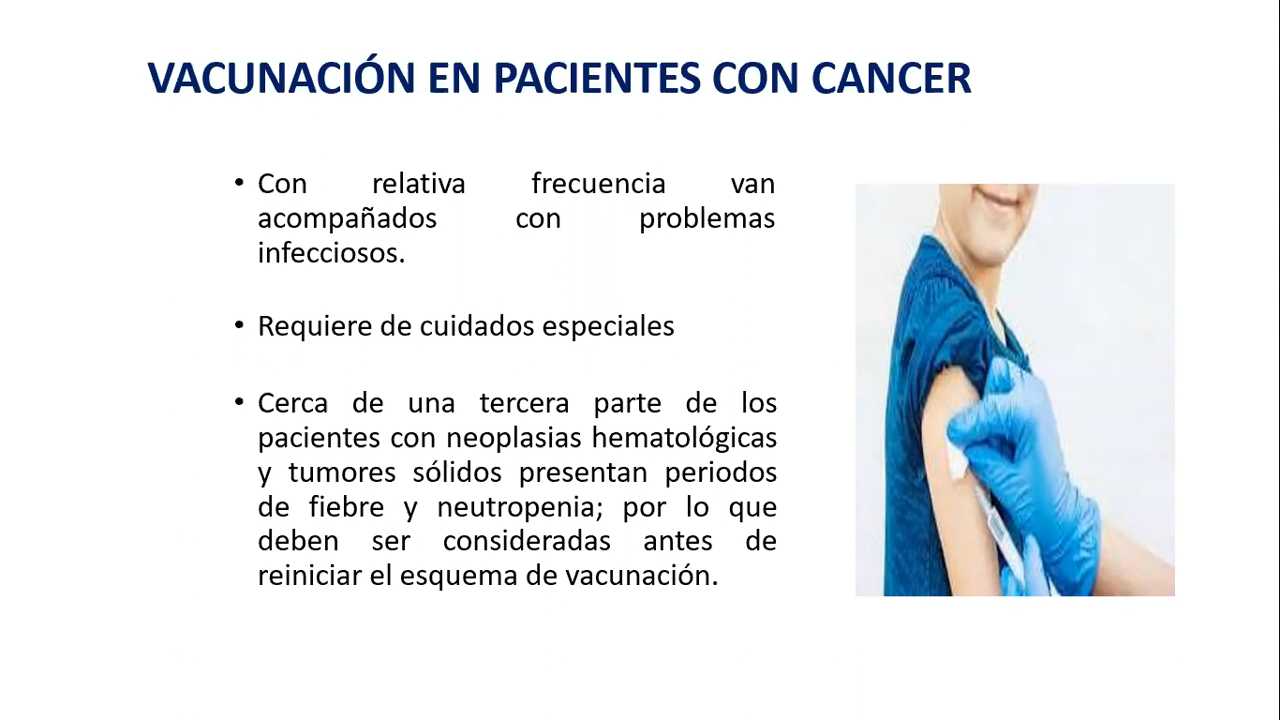 VACUNACIÓN EN PACIENTES CON CANCER
• Con relativa frecuencia van
acompañados con problemas
infecciosos.
• Requiere de cuidados especiales
• Cerca de una tercera parte de los
pacientes con neoplasias hematológicas
y tumores sólidos presentan periodos
de fiebre y neutropenia; por lo que
deben ser consideradas antes de
reiniciar el esquema de vacunación.